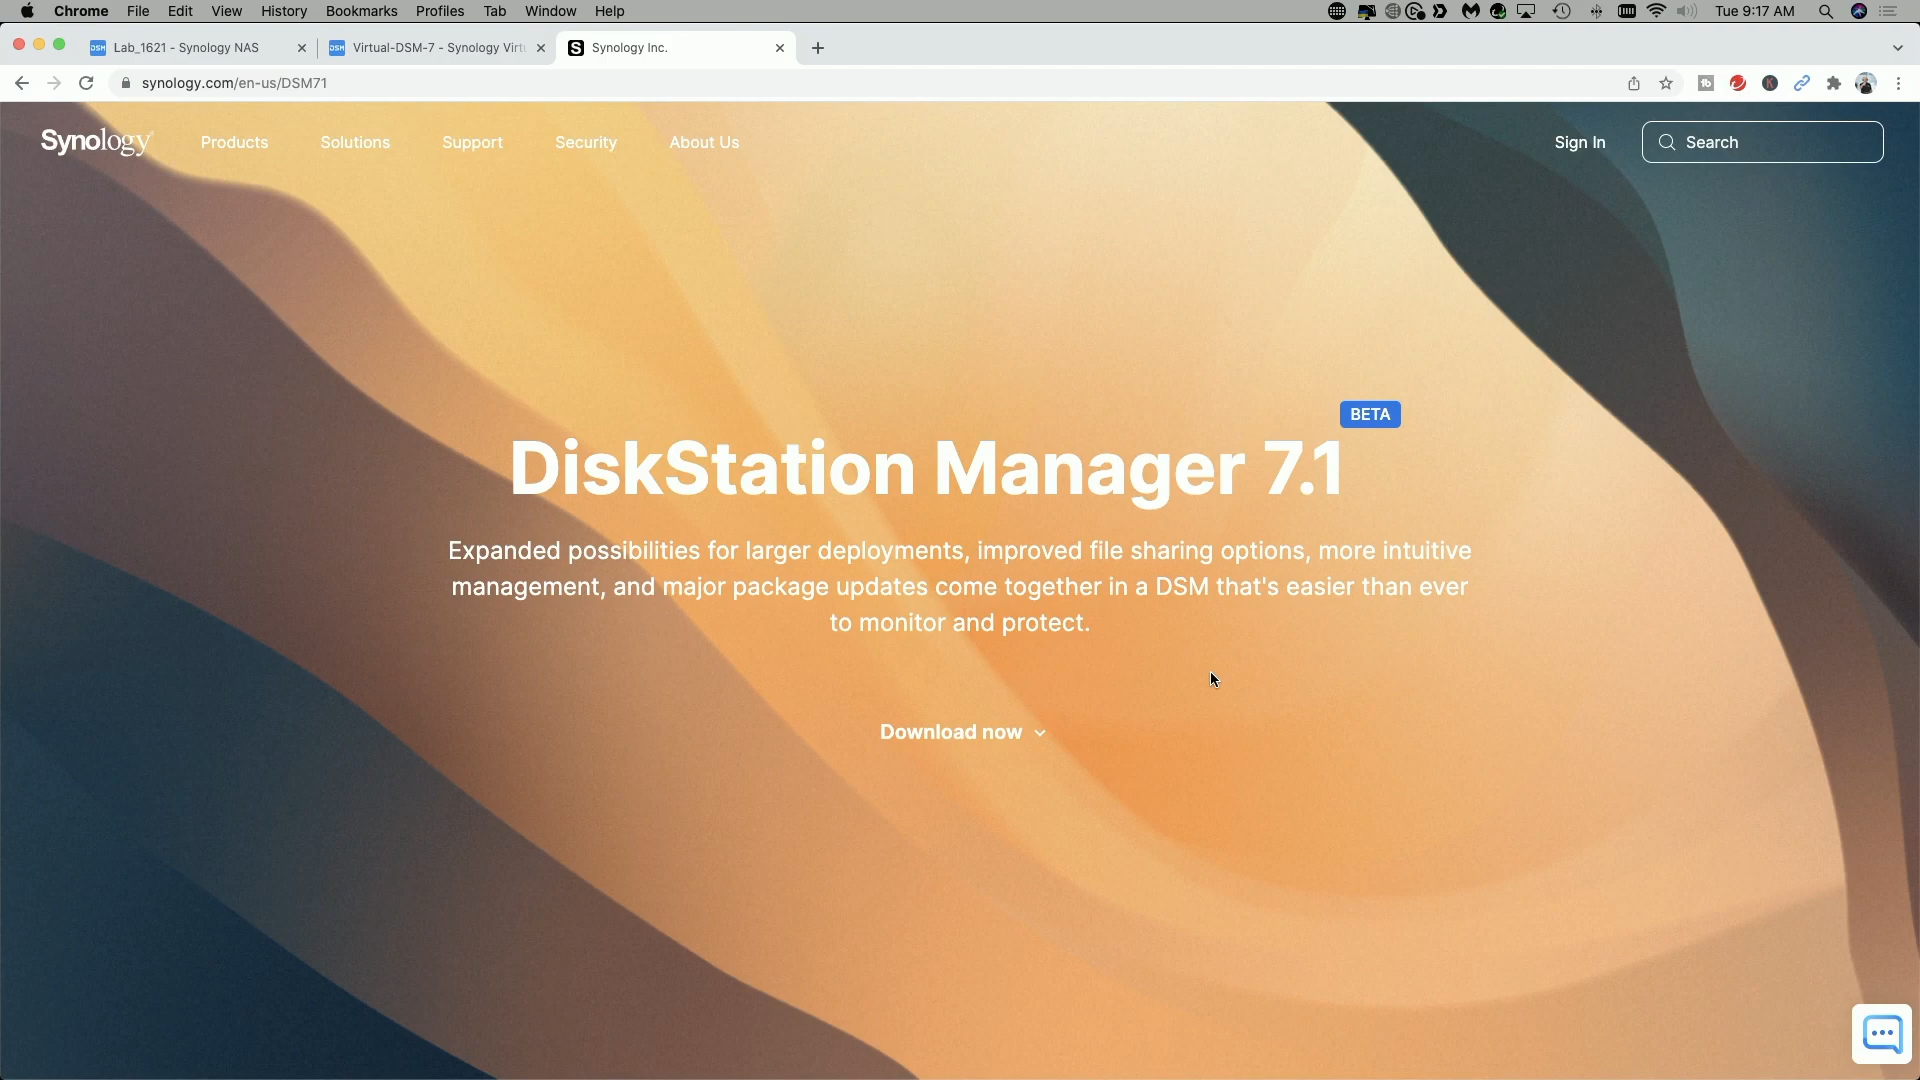 Chrome File Edit View History Bookmarks Profiles Tab Window Help Tue 9:17 AM
Lab_1621 - Synology NAS
Virtual-DSM-7 - Synology Virtu
Synology Inc.
synology.com/en-us/DSM71
Synology Products Solutions Support Security About Us Sign In Search
BETA
DiskStation Manager 7.1
Expanded possibilities for larger deployments, improved file sharing options, more intuitive
management, and major package updates come together in a DSM that's easier than ever
to monitor and protect.
Download now